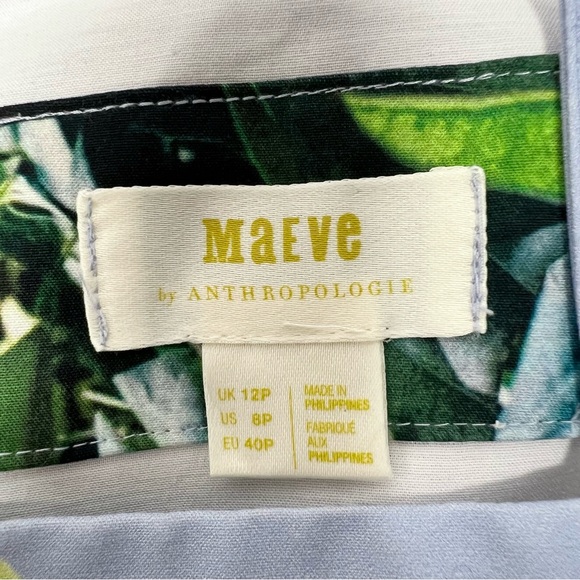 Maeve
by ANTHROPOLOGIE
UK 12P
US 8P
EU 40P
MADE IN
PHILIPPINES
FABRIQUÉ
AUX
PHILIPPINES